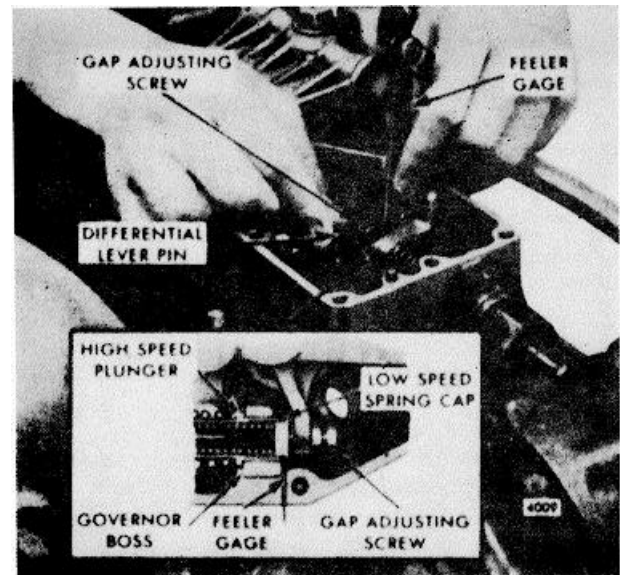 GAP ADJUSTING
SCREW
FEELER
GAGE
DIFFERENTIAL
LEVER PIN
HIGH SPEED
PLUNGER
LOW SPEED
SPRING CAP
GOVERNOR
BOSS
FEELER
GAGE
GAP ADJUSTING
SCREW
4009